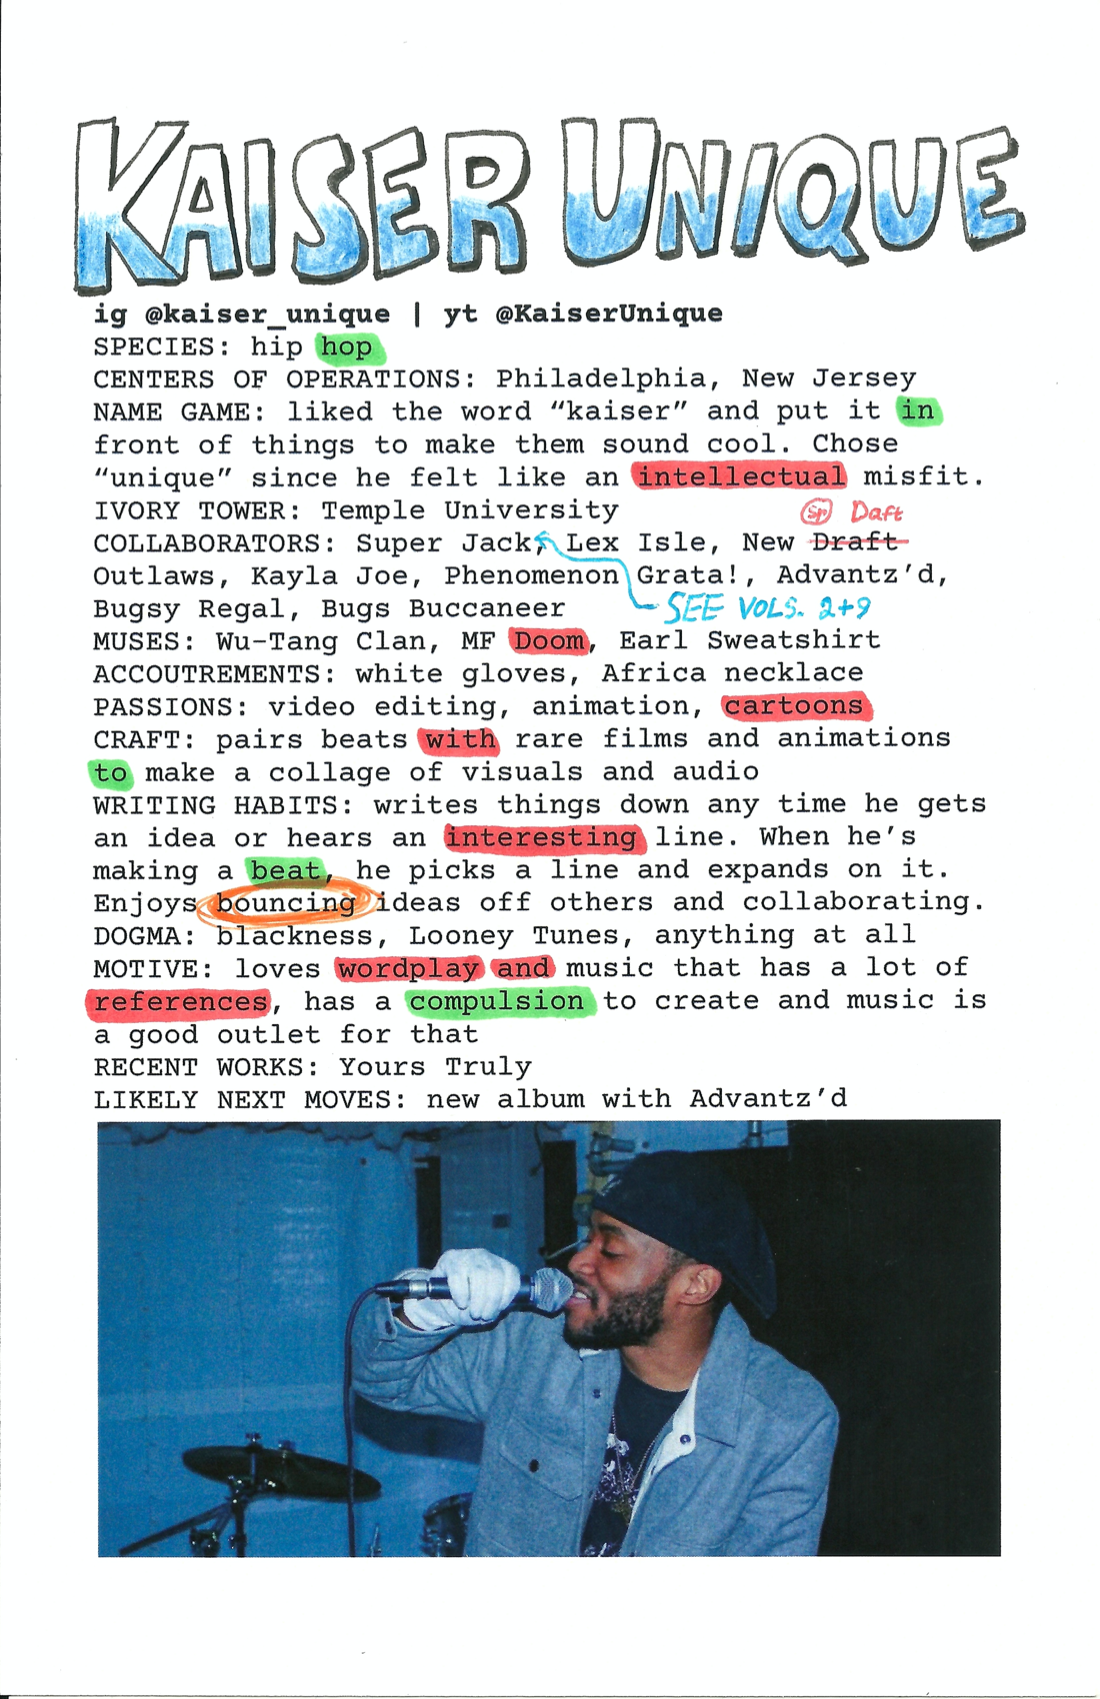 KAISER UNIQUE
ig @kaiser_unique | yt @KaiserUnique
SPECIES: hip hop
CENTERS OF OPERATIONS: Philadelphia, New Jersey
NAME GAME: liked the word “kaiser” and put it in
front of things to make them sound cool. Chose
“unique” since he felt like an intellectual misfit.
IVORY TOWER: Temple University
sp Daft
COLLABORATORS: Super Jack, Lex Isle, New Draft
Outlaws, Kayla Joe, Phenomenon Grata!, Advantz’d,
Bugsy Regal, Bugs Buccaneer
SEE VOLS. 2+9
MUSES: Wu-Tang Clan, MF Doom, Earl Sweatshirt
ACCOUTREMENTS: white gloves, Africa necklace
PASSIONS: video editing, animation, cartoons
CRAFT: pairs beats with rare films and animations
to make a collage of visuals and audio
WRITING HABITS: writes things down any time he gets
an idea or hears an interesting line. When he’s
making a beat, he picks a line and expands on it.
Enjoys bouncing ideas off others and collaborating.
DOGMA: blackness, Looney Tunes, anything at all
MOTIVE: loves wordplay and music that has a lot of
references, has a compulsion to create and music is
a good outlet for that
RECENT WORKS: Yours Truly
LIKELY NEXT MOVES: new album with Advantz’d